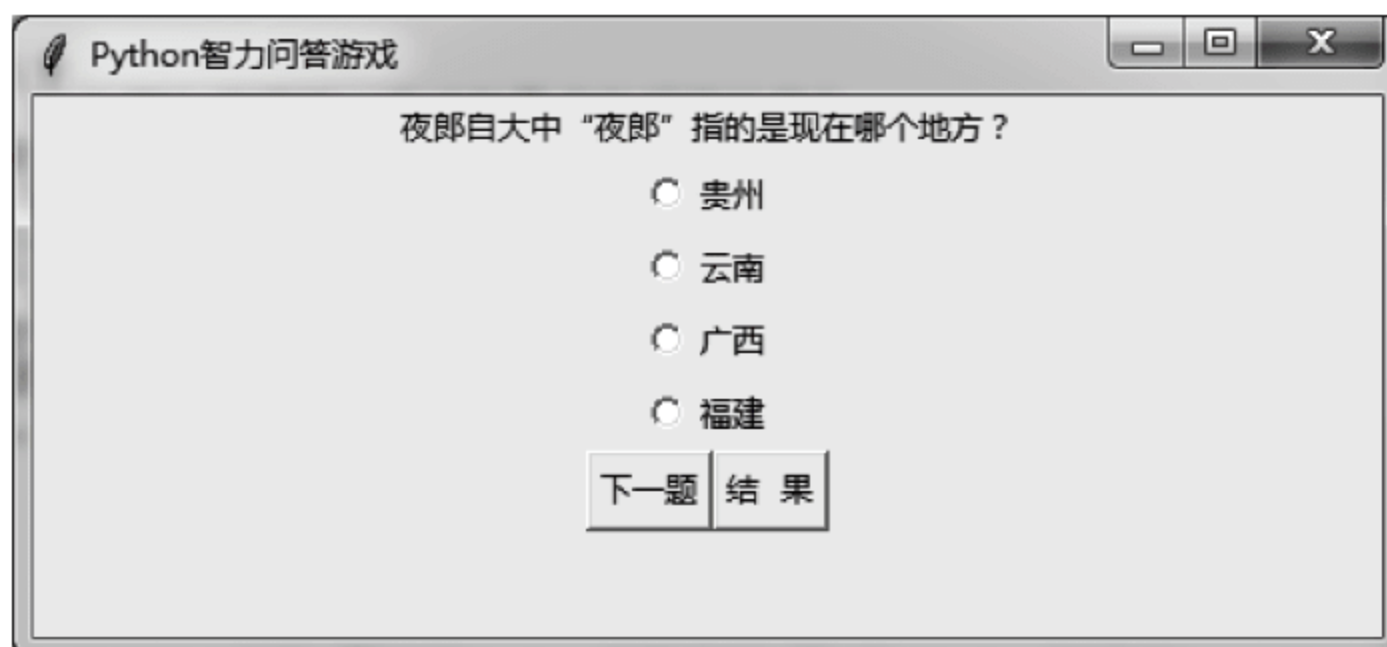 Python智力问答游戏
夜郎自大中“夜郎”指的是现在哪个地方？
贵州
云南
广西
福建
下一题 结 果